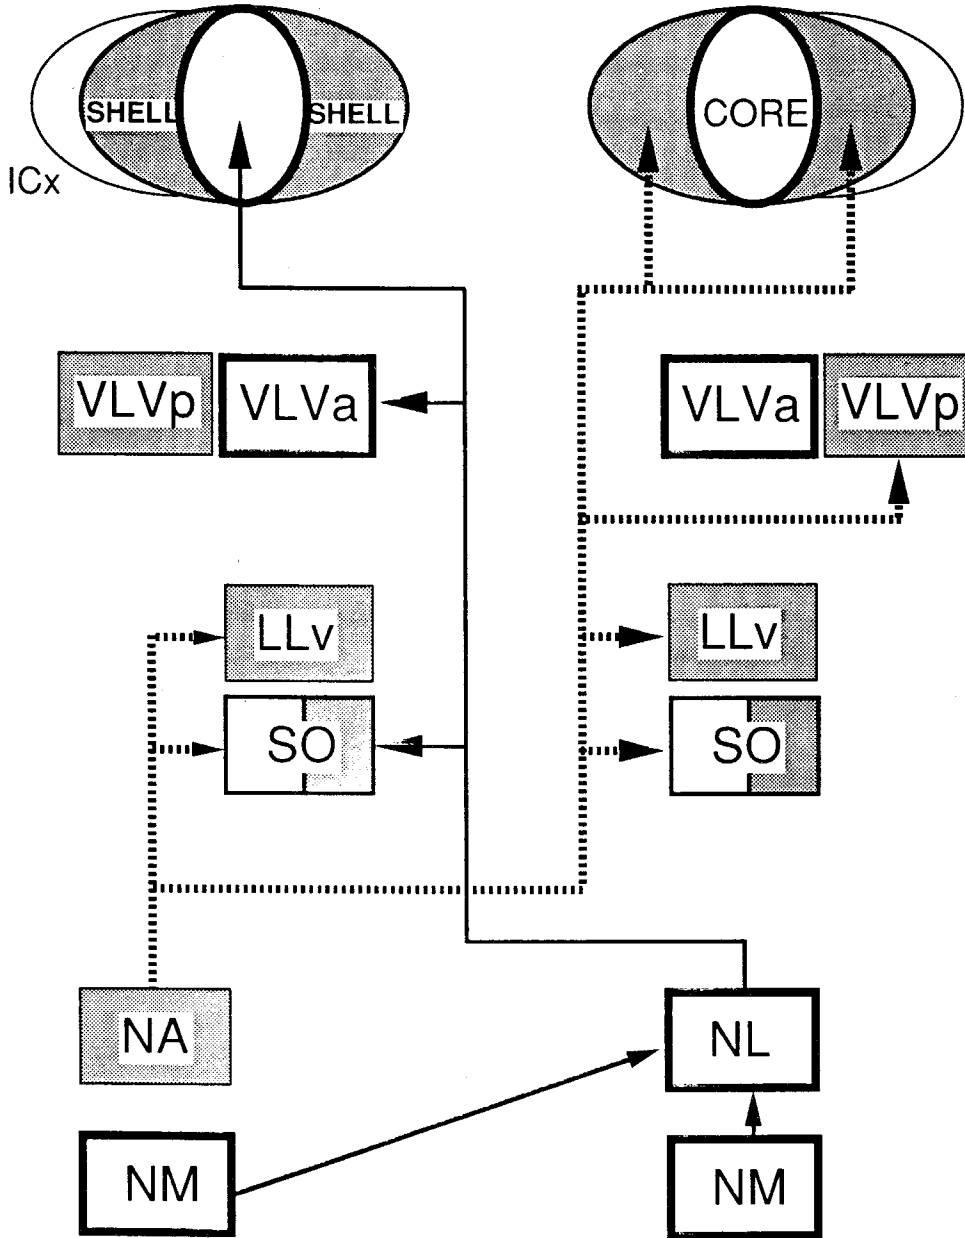 SHELL SHELL CORE
ICx
VLVp VLVa VLVa VLVp
LLv LLv
SO SO
NA NL
NM NM